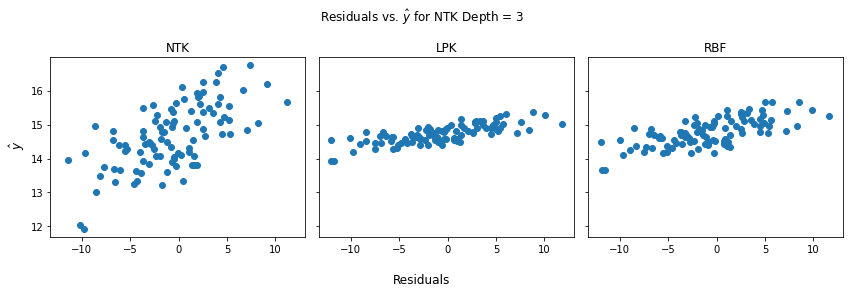 Residuals vs. ŷ for NTK Depth = 3
NTK
LPK
RBF
ŷ
16
15
14
13
12
−10 −5 0 5 10
−10 −5 0 5 10
−10 −5 0 5 10
Residuals